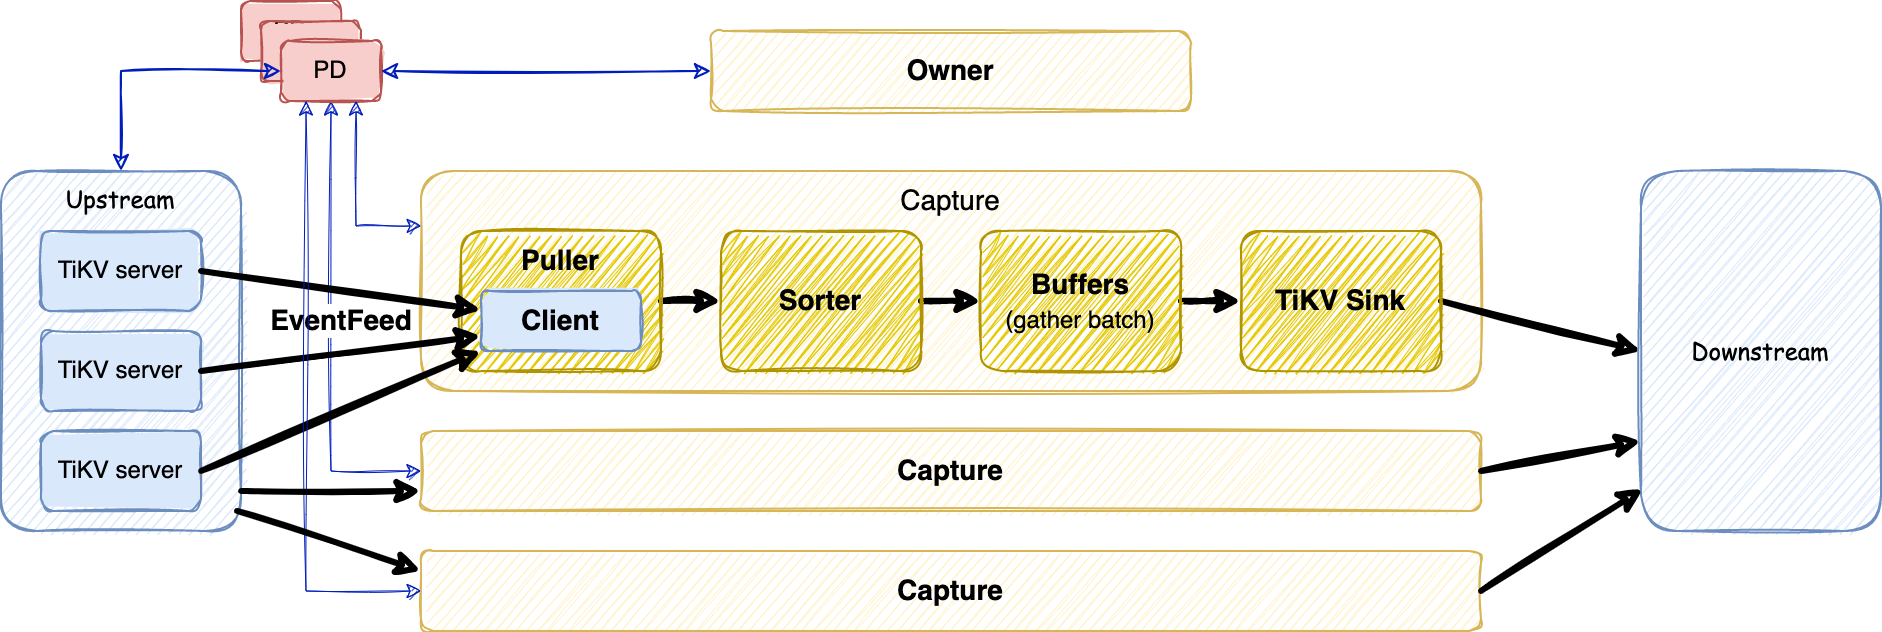 PD
Owner
Upstream
Capture
TiKV server
Puller
Client
Sorter
Buffers
(gather batch)
TiKV Sink
EventFeed
TiKV server
Downstream
TiKV server
Capture
Capture